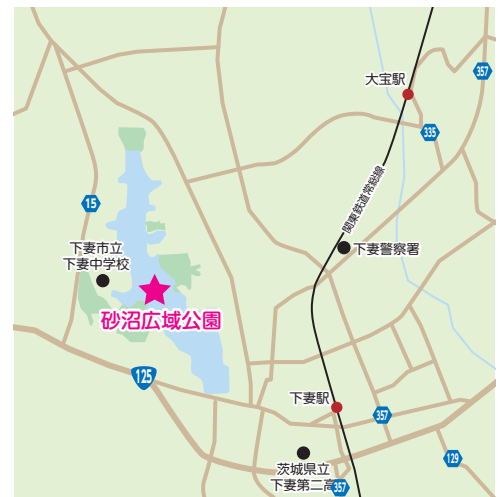 大宝駅
357
335
関東鉄道常総線
15
下妻市立
下妻中学校
下妻警察署
砂沼広域公園
125
下妻駅
357
129
茨城県立
下妻第二高
357